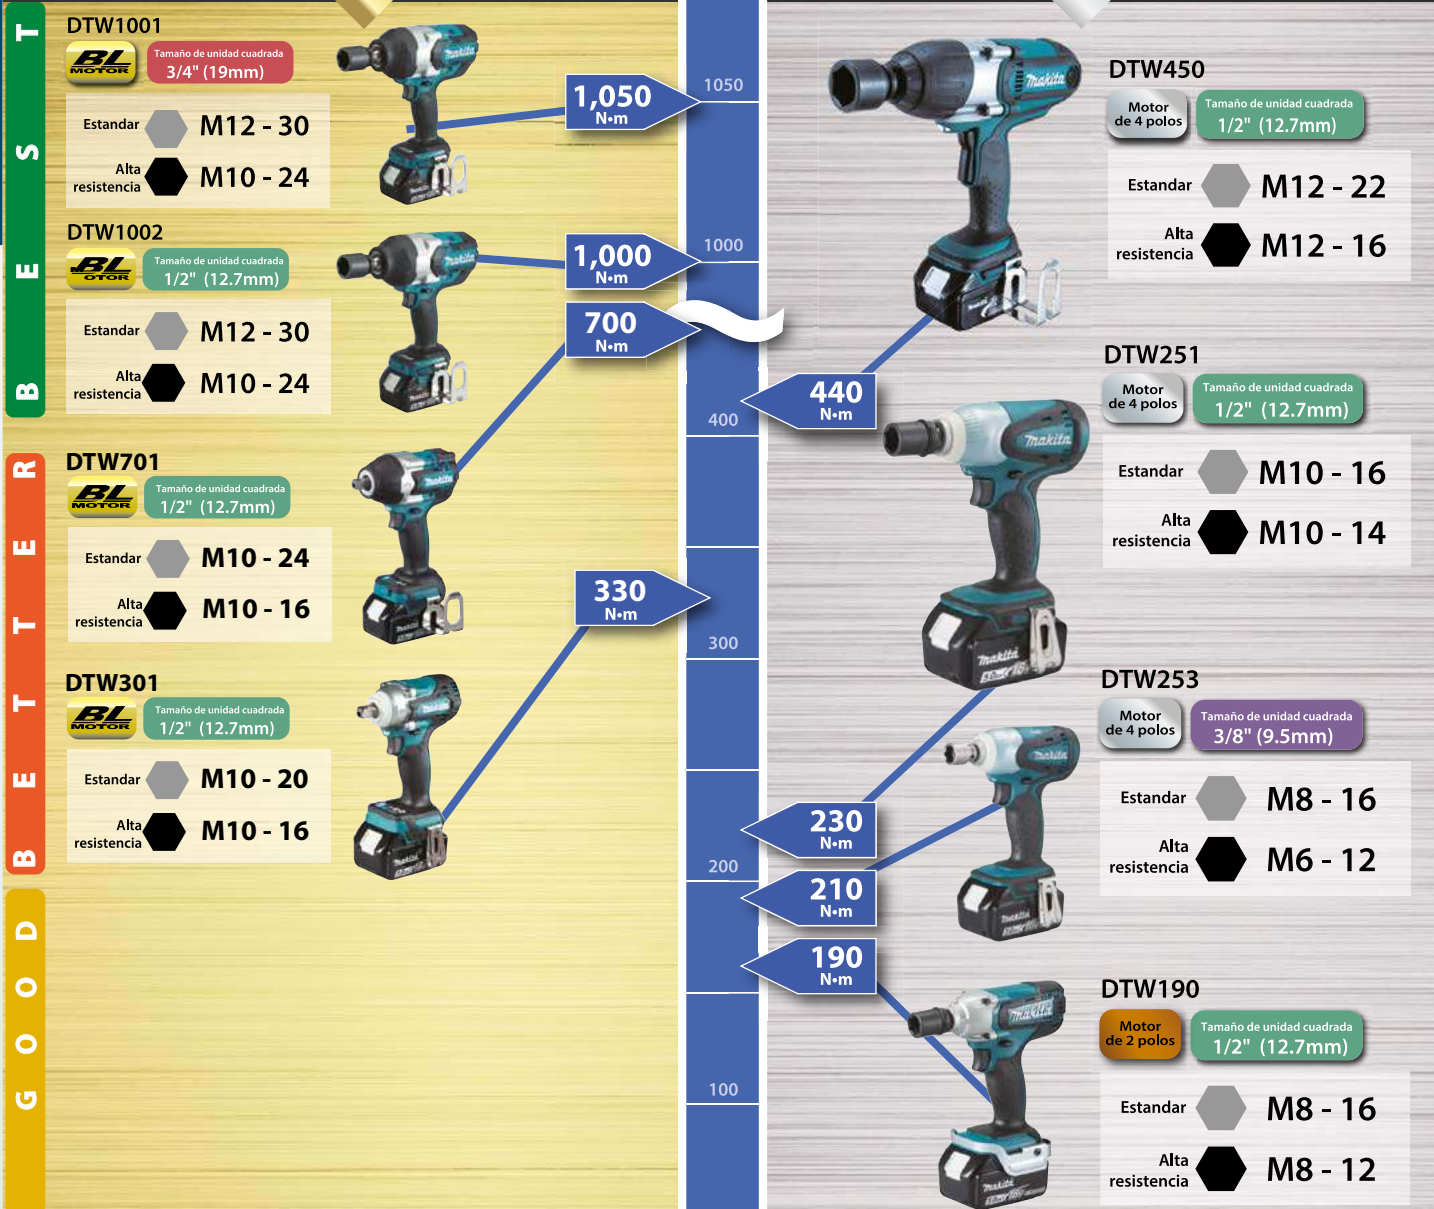 BEST
DTW1001
BL
MOTOR
Tamaño de unidad cuadrada
3/4" (19mm)
Estandar
M12 - 30
Alta
resistencia
M10 - 24
DTW1002
BL
OTOR
Tamaño de unidad cuadrada
1/2" (12.7mm)
Estandar
M12 - 30
Alta
resistencia
M10 - 24
BETTER
DTW701
BL
MOTOR
Tamaño de unidad cuadrada
1/2" (12.7mm)
Estandar
M10 - 24
Alta
resistencia
M10 - 16
DTW301
BL
MOTOR
Tamaño de unidad cuadrada
1/2" (12.7mm)
Estandar
M10 - 20
Alta
resistencia
M10 - 16
GOOD
1,050
N•m
1,000
N•m
700
N•m
330
N•m
1050
1000
400
300
200
100
440
N•m
230
N•m
210
N•m
190
N•m
makita
DTW450
Motor
de 4 polos
Tamaño de unidad cuadrada
1/2" (12.7mm)
Estandar
M12 - 22
Alta
resistencia
M12 - 16
makita
makita
DTW251
Motor
de 4 polos
Tamaño de unidad cuadrada
1/2" (12.7mm)
Estandar
M10 - 16
Alta
resistencia
M10 - 14
makita
DTW253
Motor
de 4 polos
Tamaño de unidad cuadrada
3/8" (9.5mm)
Estandar
M8 - 16
Alta
resistencia
M6 - 12
makita
DTW190
Motor
de 2 polos
Tamaño de unidad cuadrada
1/2" (12.7mm)
Estandar
M8 - 16
Alta
resistencia
M8 - 12